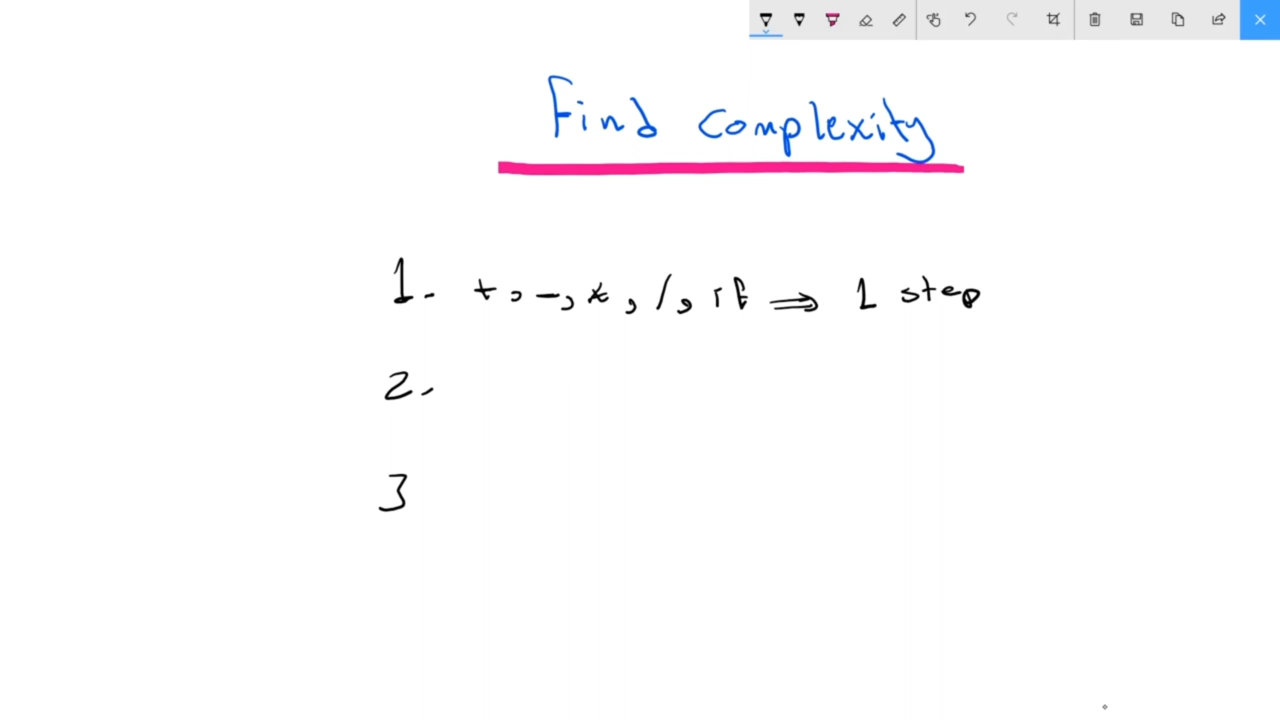 Find complexity
1. +, -, *, /, if ⇒ 1 step
2.
3